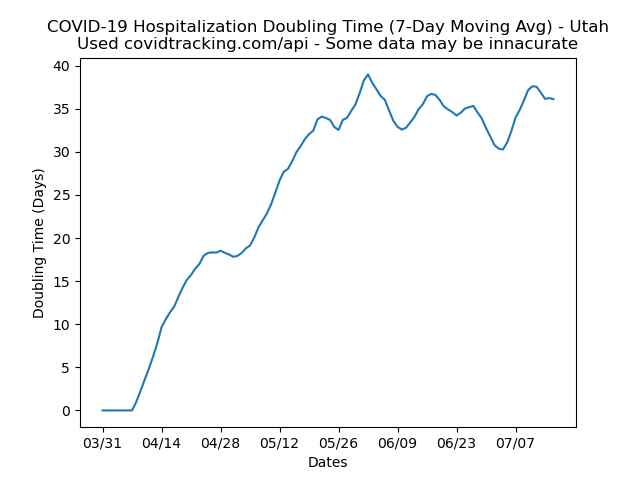 COVID-19 Hospitalization Doubling Time (7-Day Moving Avg) - Utah
Used covidtracking.com/api - Some data may be innacurate
40
35
30
25
20
15
10
5
0
Doubling Time (Days)
03/31 04/14 04/28 05/12 05/26 06/09 06/23 07/07
Dates